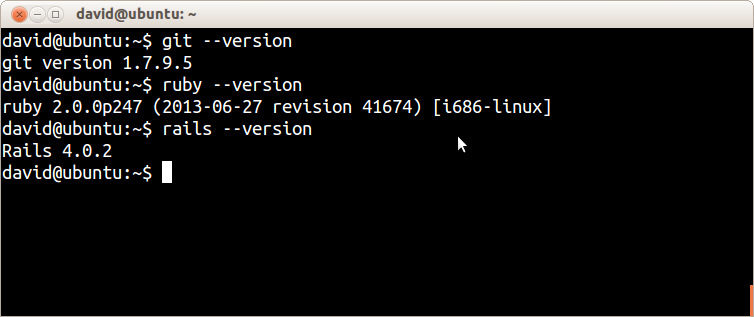 david@ubuntu: ~
david@ubuntu:~$ git --version
git version 1.7.9.5
david@ubuntu:~$ ruby --version
ruby 2.0.0p247 (2013-06-27 revision 41674) [i686-linux]
david@ubuntu:~$ rails --version
Rails 4.0.2
david@ubuntu:~$